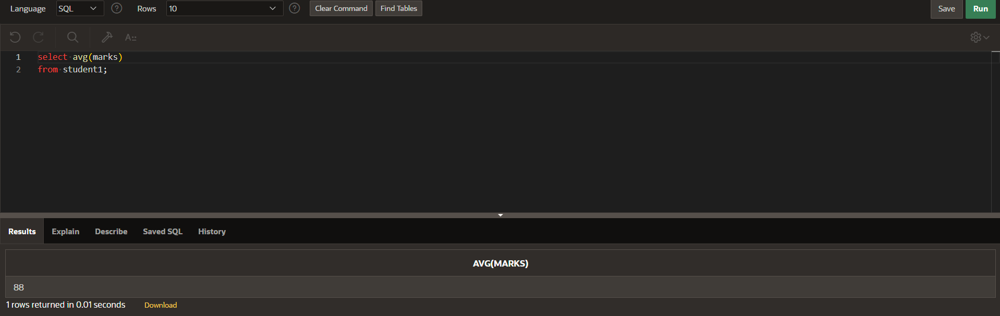 Language SQL ? Rows 10 ? Clear Command Find Tables Save Run
A::
1 select avg(marks)
2 from student1;
Results Explain Describe Saved SQL History
AVG(MARKS)
88
1 rows returned in 0.01 seconds Download